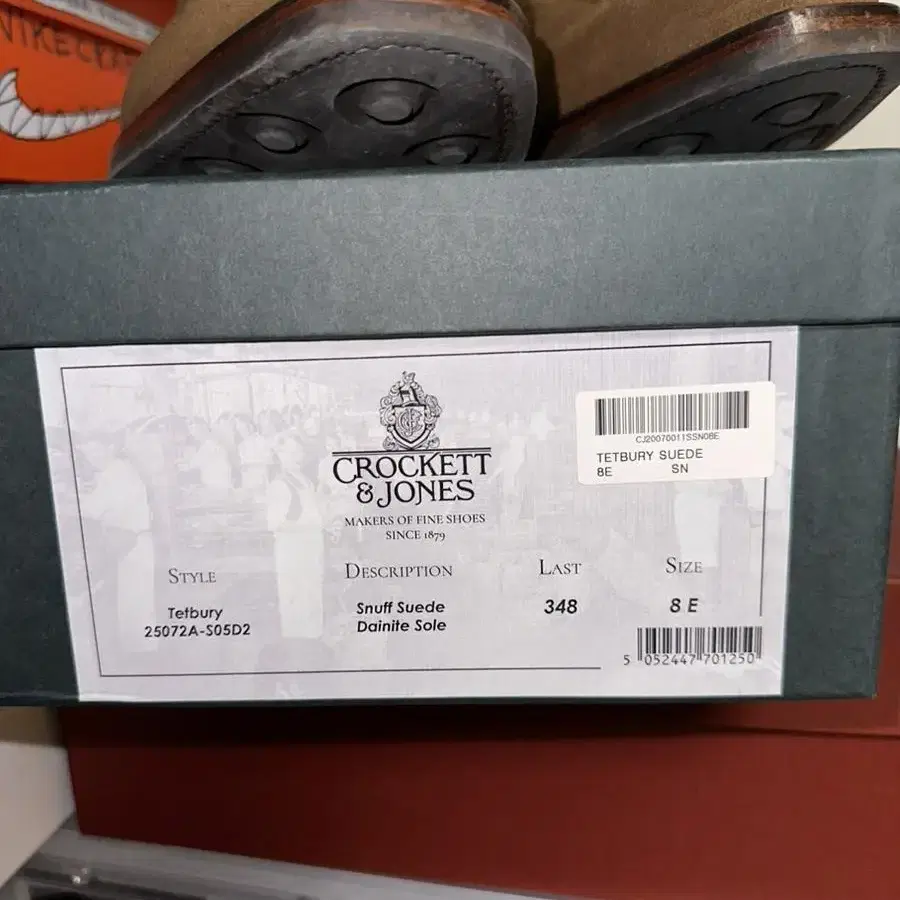 NIKE
CROCKETT
& JONES
MAKERS OF FINE SHOES
SINCE 1879
CJ20070011SSN08E
TETBURY SUEDE
8E SN
STYLE DESCRIPTION LAST SIZE
Tetbury Snuff Suede 348 8 E
25072A-S05D2 Dainite Sole
5 052447 701250